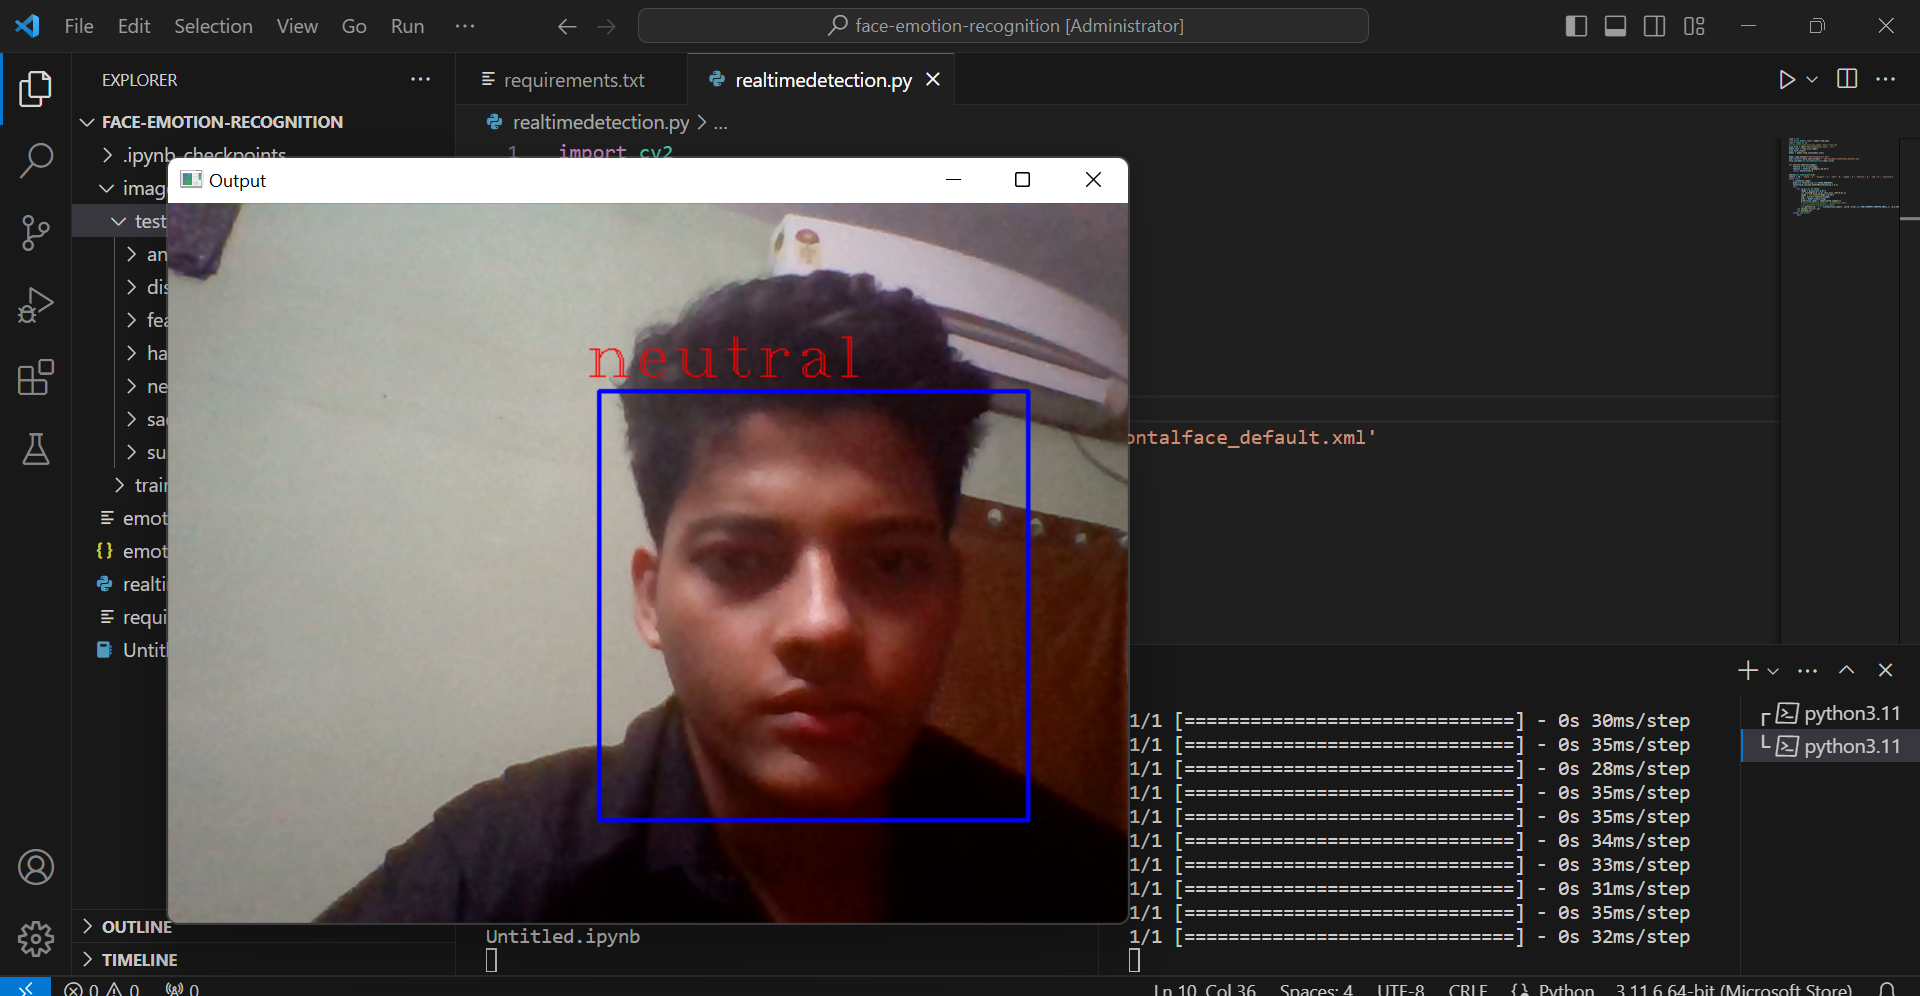 File Edit Selection View Go Run ...
face-emotion-recognition [Administrator]
EXPLORER
requirements.txt
realtimedetection.py
FACE-EMOTION-RECOGNITION
realtimedetection.py > ...
.ipynb_checkpoints
1 import cv2
imag
Output
test
an
dis
fea
ha
ne
sa
su
train
emot
{} emot
realti
requi
Untitl
neutral
ontalface_default.xml'
1/1 [==============================] - 0s 30ms/step
1/1 [==============================] - 0s 35ms/step
1/1 [==============================] - 0s 28ms/step
1/1 [==============================] - 0s 35ms/step
1/1 [==============================] - 0s 35ms/step
1/1 [==============================] - 0s 34ms/step
1/1 [==============================] - 0s 33ms/step
1/1 [==============================] - 0s 31ms/step
1/1 [==============================] - 0s 35ms/step
1/1 [==============================] - 0s 32ms/step
python3.11
python3.11
OUTLINE
Untitled.ipynb
TIMELINE
0 0 0
Ln 10, Col 36 Spaces: 4 UTF-8 CRLF {} Python 3.11.6 64-bit (Microsoft Store)